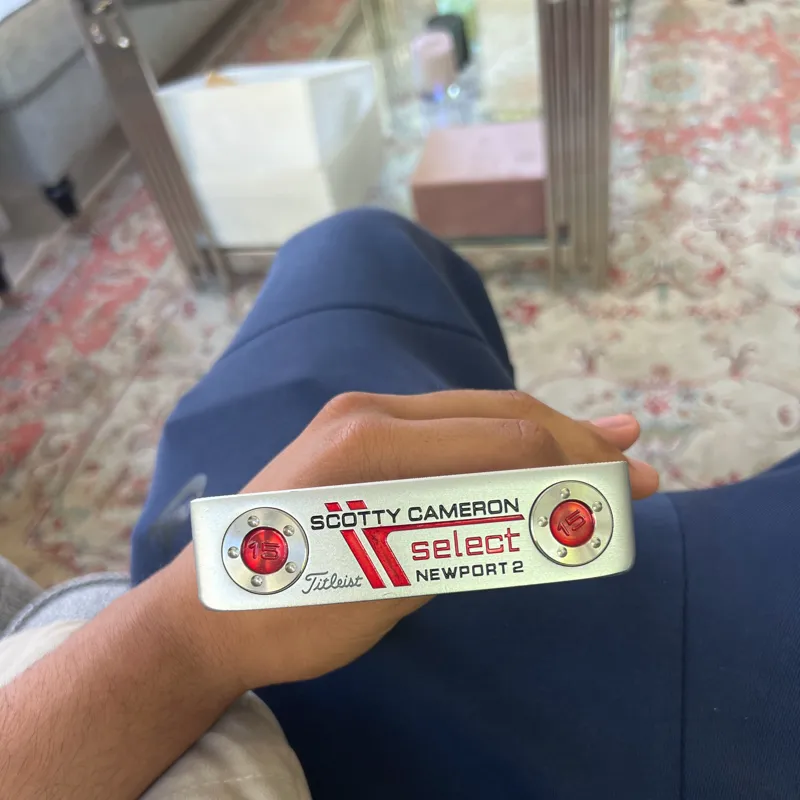 SCOTTY CAMERON
select
Titleist
NEWPORT 2
15
15